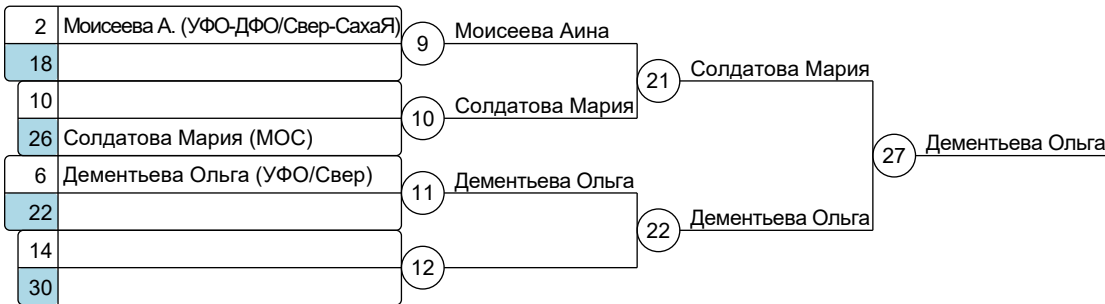 2 Моисеева А. (УФО-ДФО/Свер-СахаЯ)
9 Моисеева Аина
18
21 Солдатова Мария
10
10 Солдатова Мария
26 Солдатова Мария (МОС)
27 Дементьева Ольга
6 Дементьева Ольга (УФО/Свер)
11 Дементьева Ольга
22
22 Дементьева Ольга
14
12
30